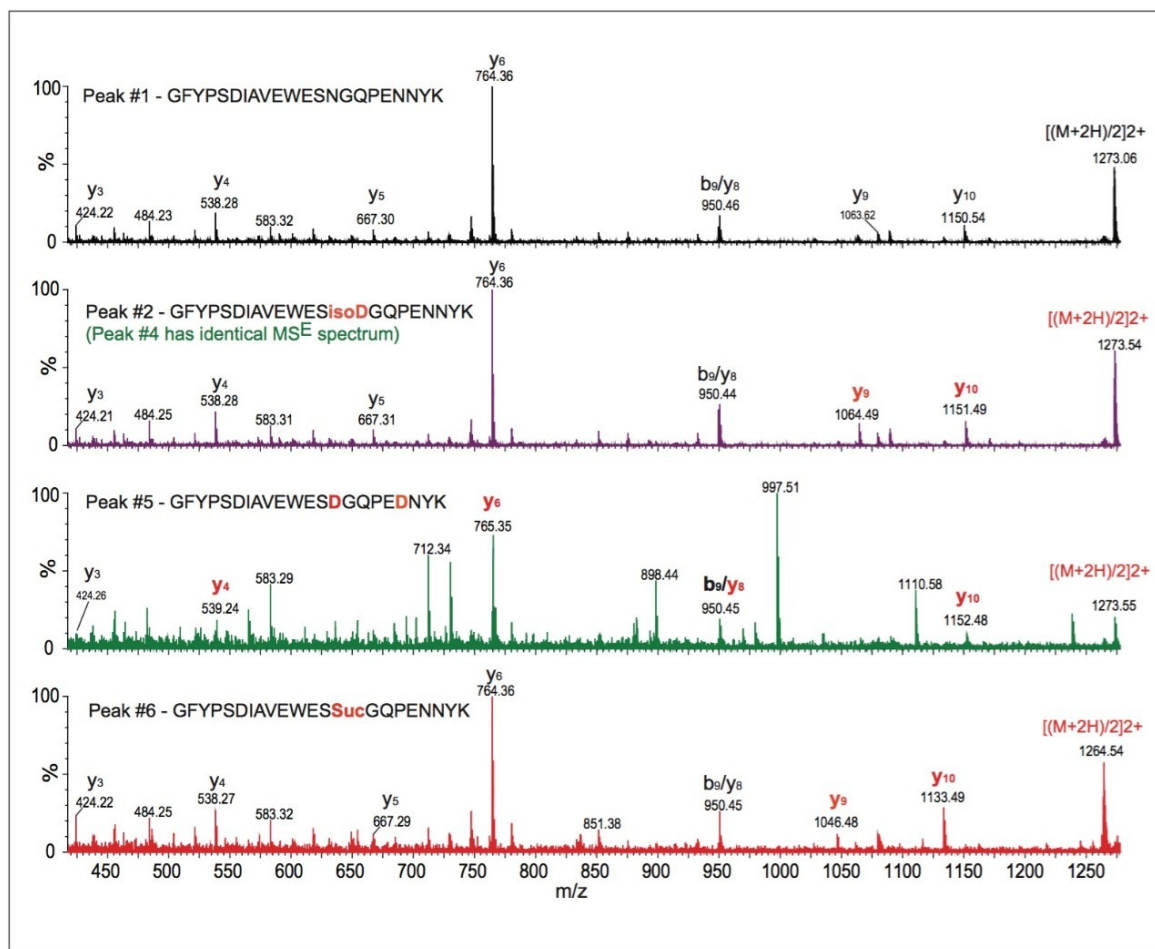 y6
764.36
100
Peak #1 - GFYPSDIAVEWESNGQPENNYK
[(M+2H)/2]2+
1273.06
%
y3
424.22
484.23
y4
538.28
583.32
y5
667.30
b9/y8
950.46
y9
1063.62
y10
1150.54
0
y6
764.36
100
Peak #2 - GFYPSDIAVEWESisoDGQPENNYK
(Peak #4 has identical MSE spectrum)
[(M+2H)/2]2+
1273.54
%
y3
424.21
484.25
y4
538.28
583.31
y5
667.31
b9/y8
950.44
y9
1064.49
y10
1151.49
0
100
Peak #5 - GFYPSDIAVEWESDGQPEDNYK
y6
765.35
997.51
%
y3
424.26
y4
539.24
583.29
712.34
898.44
b9/y8
950.45
1110.58
y10
1152.48
[(M+2H)/2]2+
1273.55
0
y6
764.36
100
Peak #6 - GFYPSDIAVEWESSucGQPENNYK
[(M+2H)/2]2+
1264.54
%
y3
424.22
484.25
y4
538.27
583.32
y5
667.29
851.38
b9/y8
950.45
y9
1046.48
y10
1133.49
0
450 500 550 600 650 700 750 800 850 900 950 1000 1050 1100 1150 1200 1250
m/z